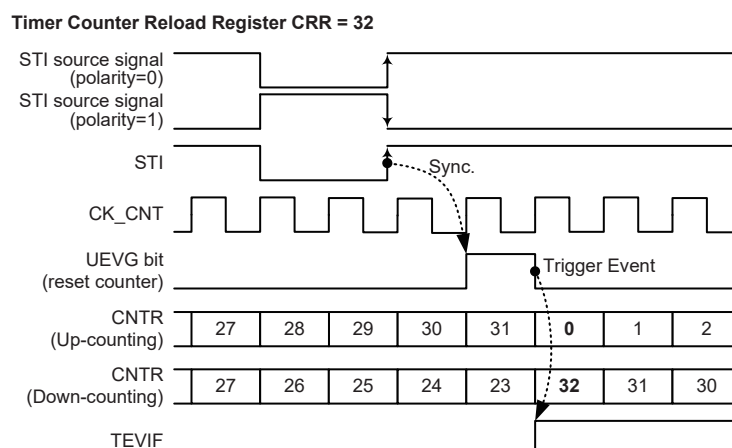 Timer Counter Reload Register CRR = 32
STI source signal
(polarity=0)
STI source signal
(polarity=1)
STI
Sync.
CK_CNT
UEVG bit
(reset counter)
Trigger Event
CNTR
(Up-counting)
27 28 29 30 31 0 1 2
CNTR
(Down-counting)
27 26 25 24 23 32 31 30
TEVIF